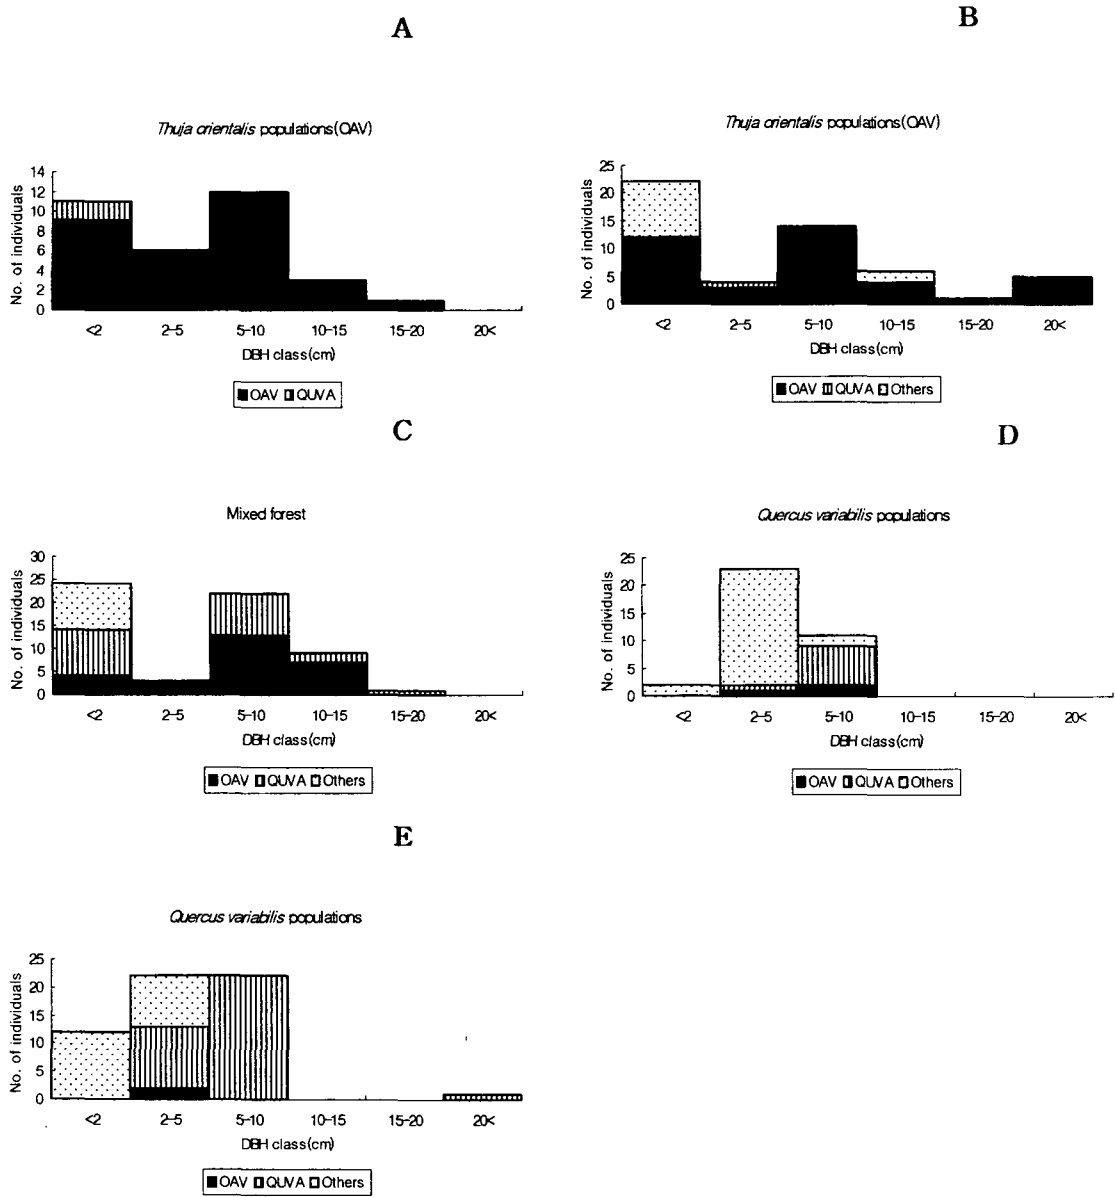 A
Thuja orientalis populations(OAV)
No. of individuals
14
12
10
8
6
4
2
0
<2 2-5 5-10 10-15 15-20 20<
DBH class(cm)
OAV QUVA
B
Thuja orientalis populations(OAV)
No. of individuals
25
20
15
10
5
0
<2 2-5 5-10 10-15 15-20 20<
DBH class(cm)
OAV QUVA Others
C
Mixed forest
No. of individuals
30
25
20
15
10
5
0
<2 2-5 5-10 10-15 15-20 20<
DBH class(cm)
OAV QUVA Others
D
Quercus variabilis populations
No. of individuals
25
20
15
10
5
0
<2 2-5 5-10 10-15 15-20 20<
DBH class(cm)
OAV QUVA Others
E
Quercus variabilis populations
No. of individuals
25
20
15
10
5
0
<2 2-5 5-10 10-15 15-20 20<
DBH class(cm)
OAV QUVA Others